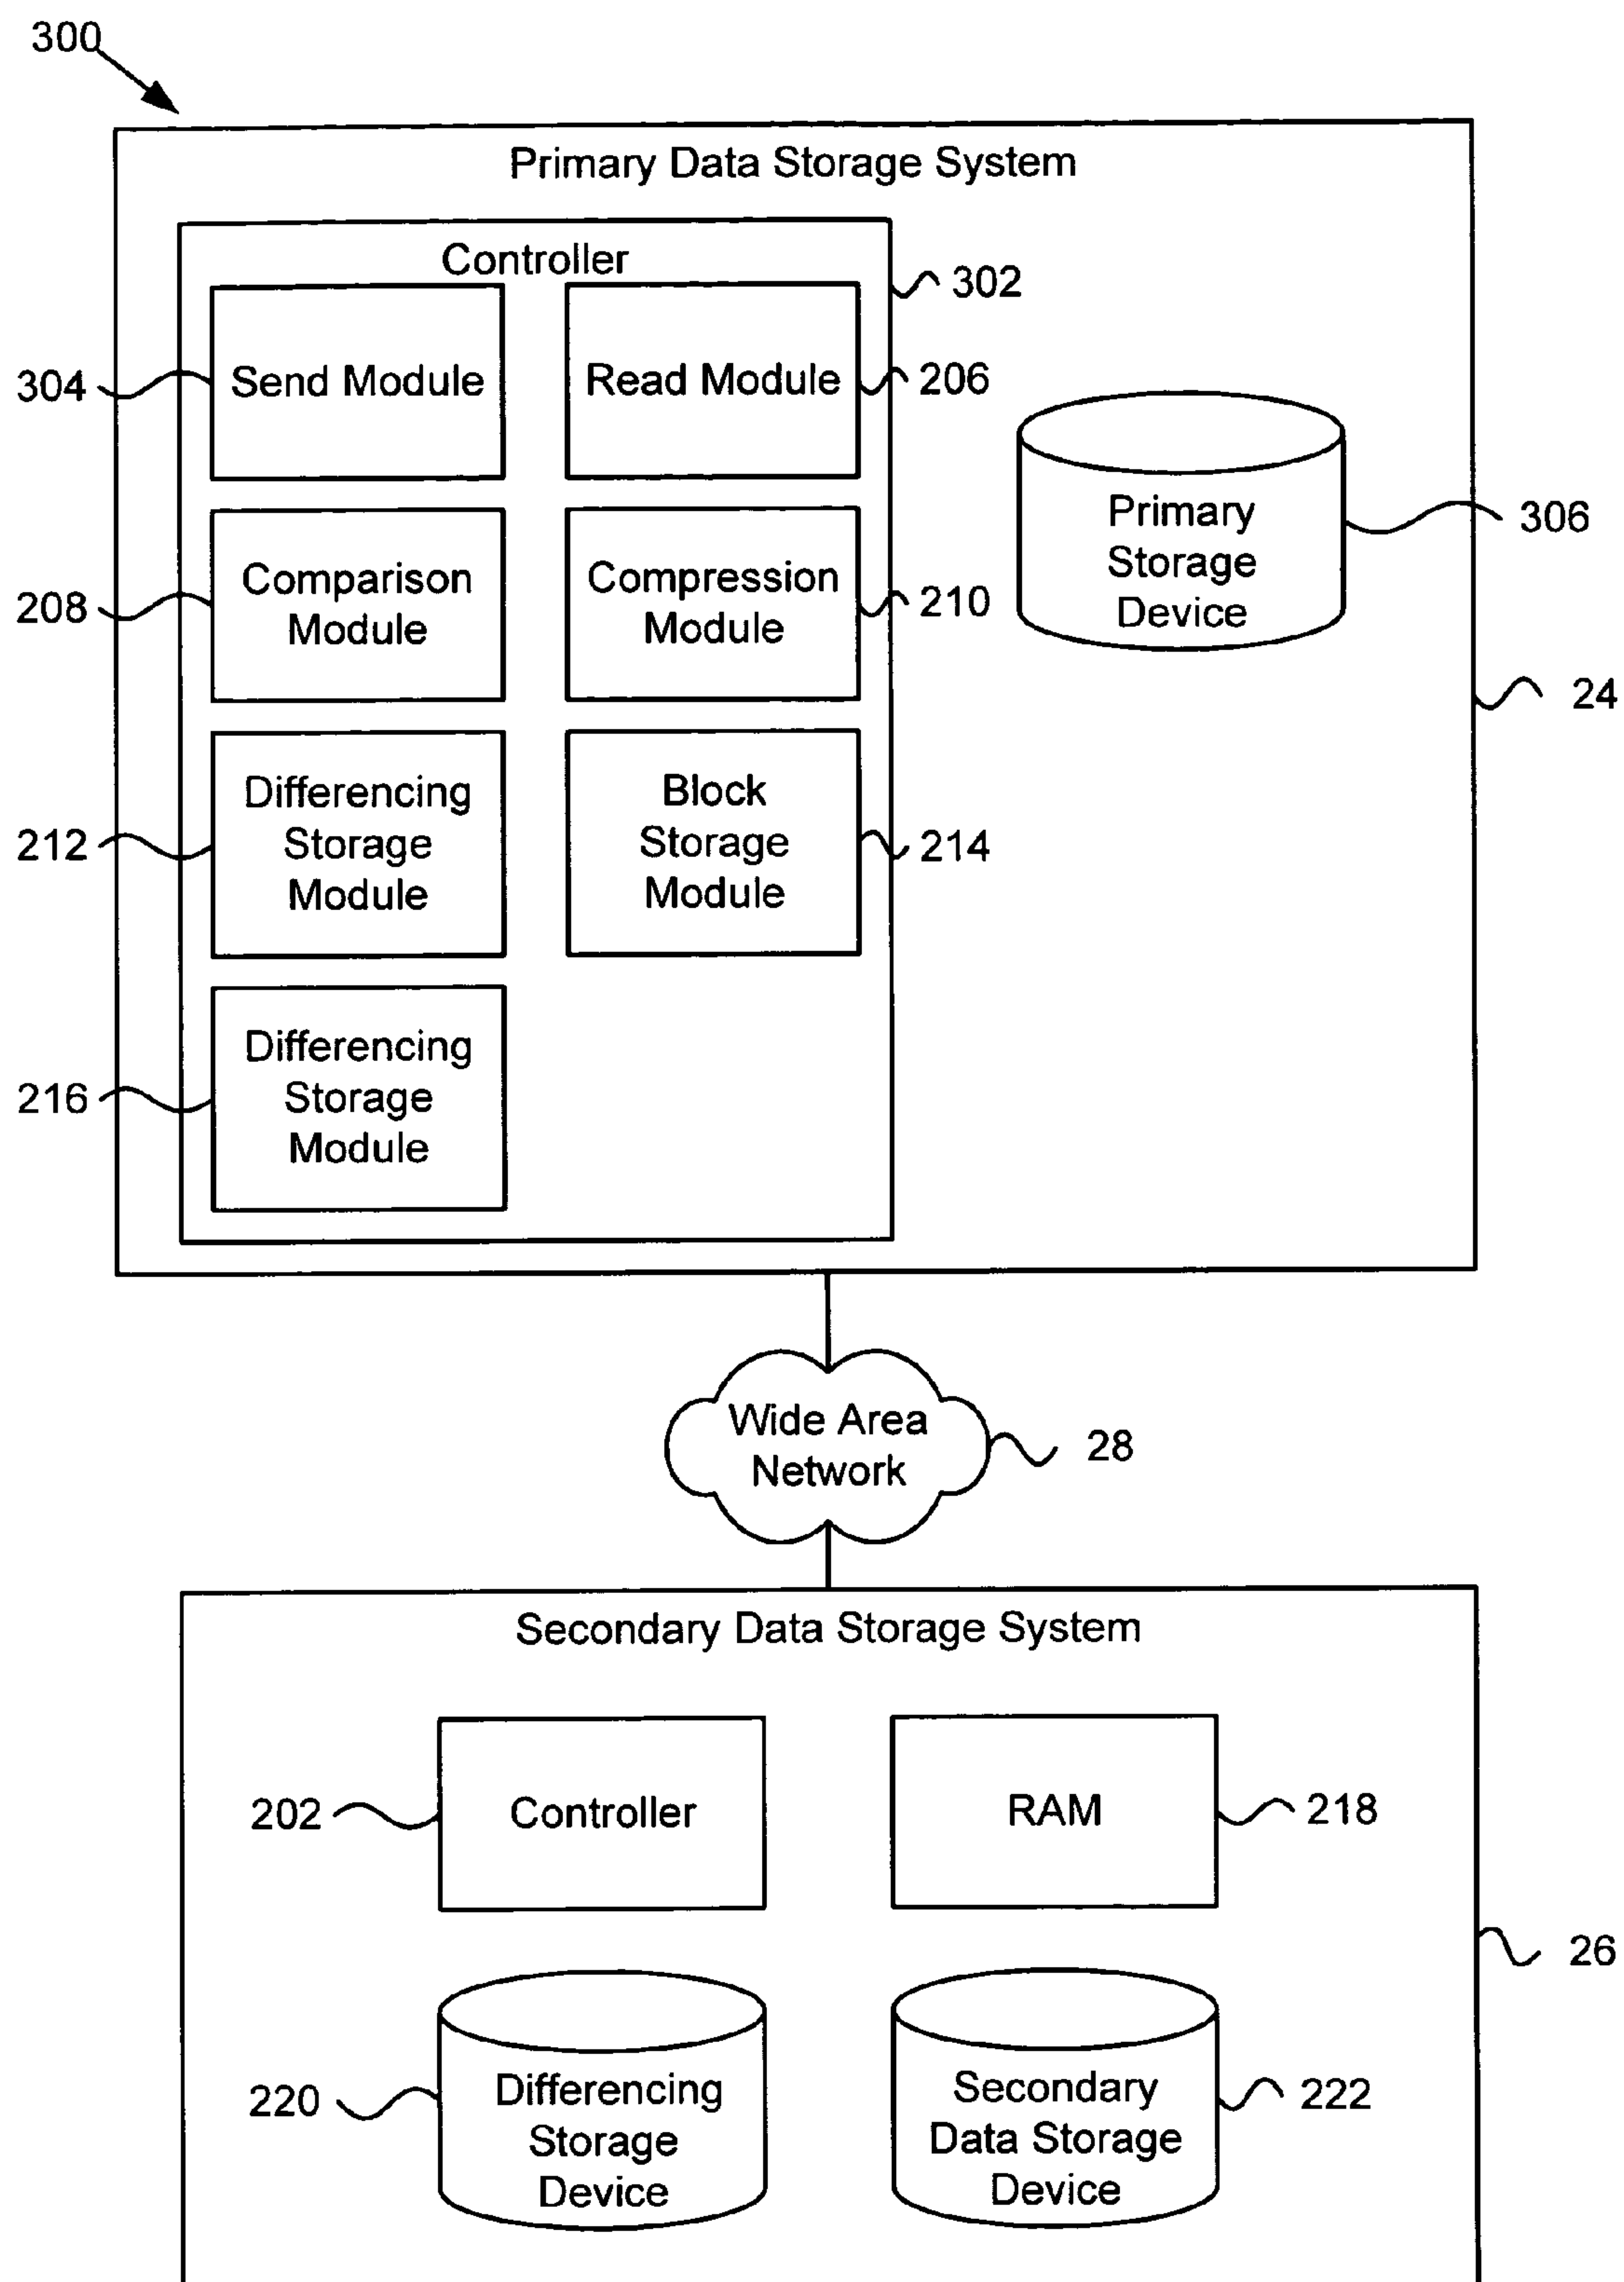 300
Primary Data Storage System
Controller
302
304
Send Module
Read Module
206
Primary
Storage
Device
306
208
Comparison
Module
Compression
Module
210
24
212
Differencing
Storage
Module
Block
Storage
Module
214
216
Differencing
Storage
Module
Wide Area
Network
28
Secondary Data Storage System
202
Controller
RAM
218
26
220
Differencing
Storage
Device
Secondary
Data Storage
Device
222